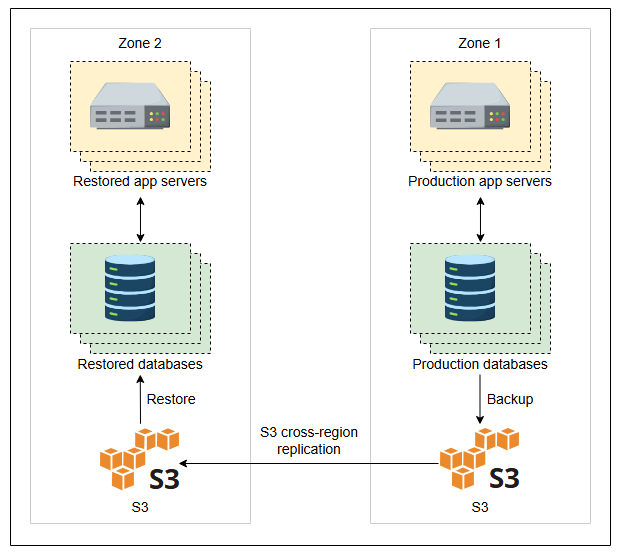 Zone 2
Zone 1
Restored app servers
Production app servers
Restored databases
Production databases
Restore
Backup
S3 cross-region
replication
S3
S3
S3
S3